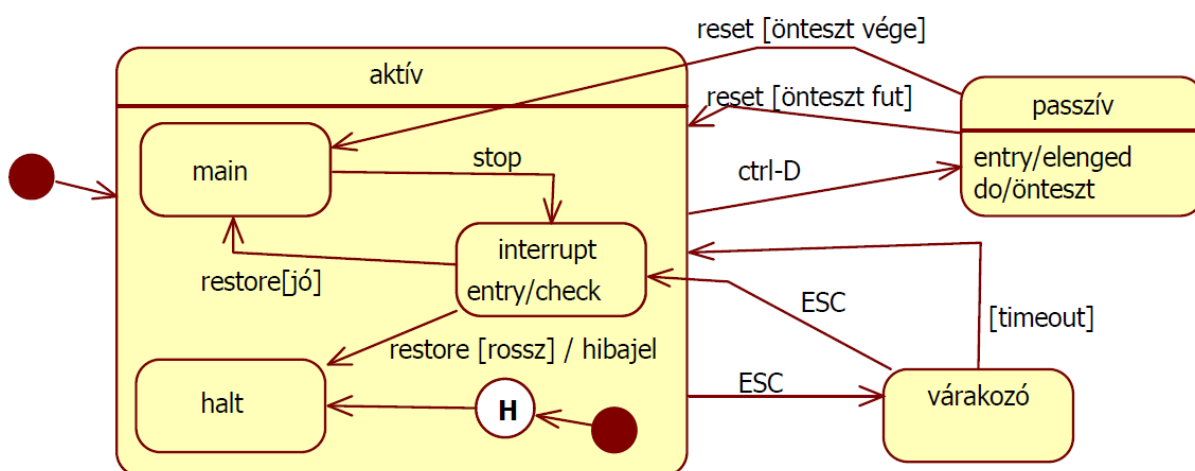 reset [önteszt vége]
aktív
reset [önteszt fut]
passzív
main
stop
ctrl-D
entry/elenged
do/önteszt
interrupt
entry/check
restore[jó]
ESC
[timeout]
restore [rossz] / hibajel
ESC
halt
H
várakozó